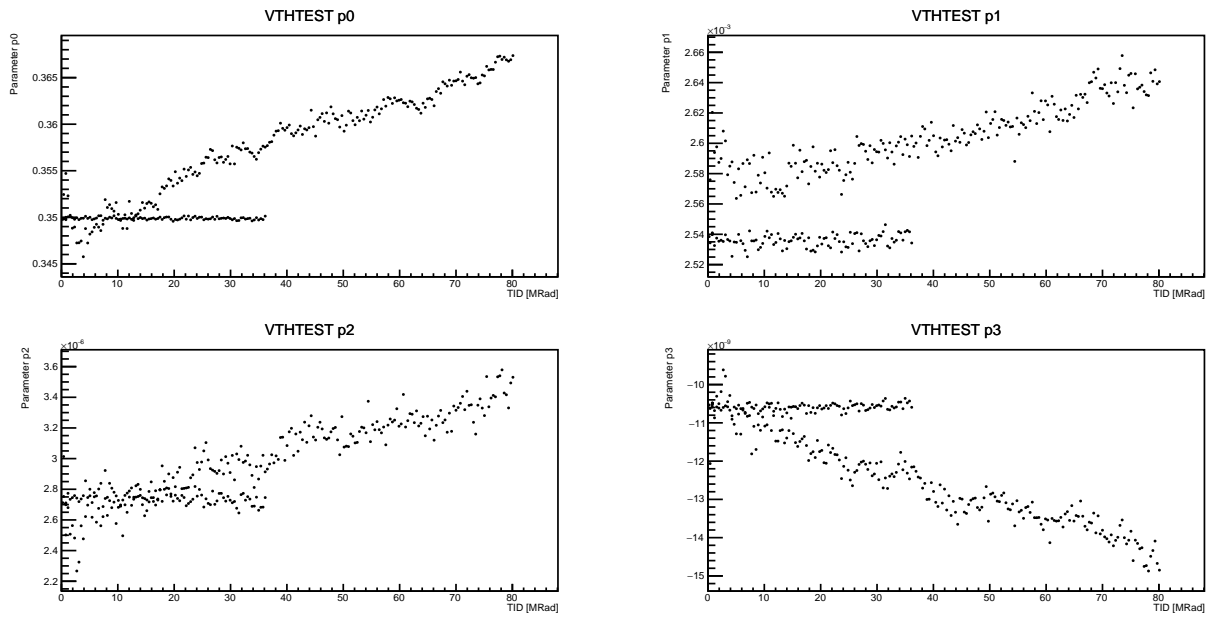 VTHTEST p0
Parameter p0
0.365
0.36
0.355
0.35
0.345
0 10 20 30 40 50 60 70 80
TID [MRad]
VTHTEST p1
×10⁻³
Parameter p1
2.66
2.64
2.62
2.6
2.58
2.56
2.54
2.52
0 10 20 30 40 50 60 70 80
TID [MRad]
VTHTEST p2
×10⁻⁶
Parameter p2
3.6
3.4
3.2
3
2.8
2.6
2.4
2.2
0 10 20 30 40 50 60 70 80
TID [MRad]
VTHTEST p3
×10⁻⁹
Parameter p3
−10
−11
−12
−13
−14
−15
0 10 20 30 40 50 60 70 80
TID [MRad]